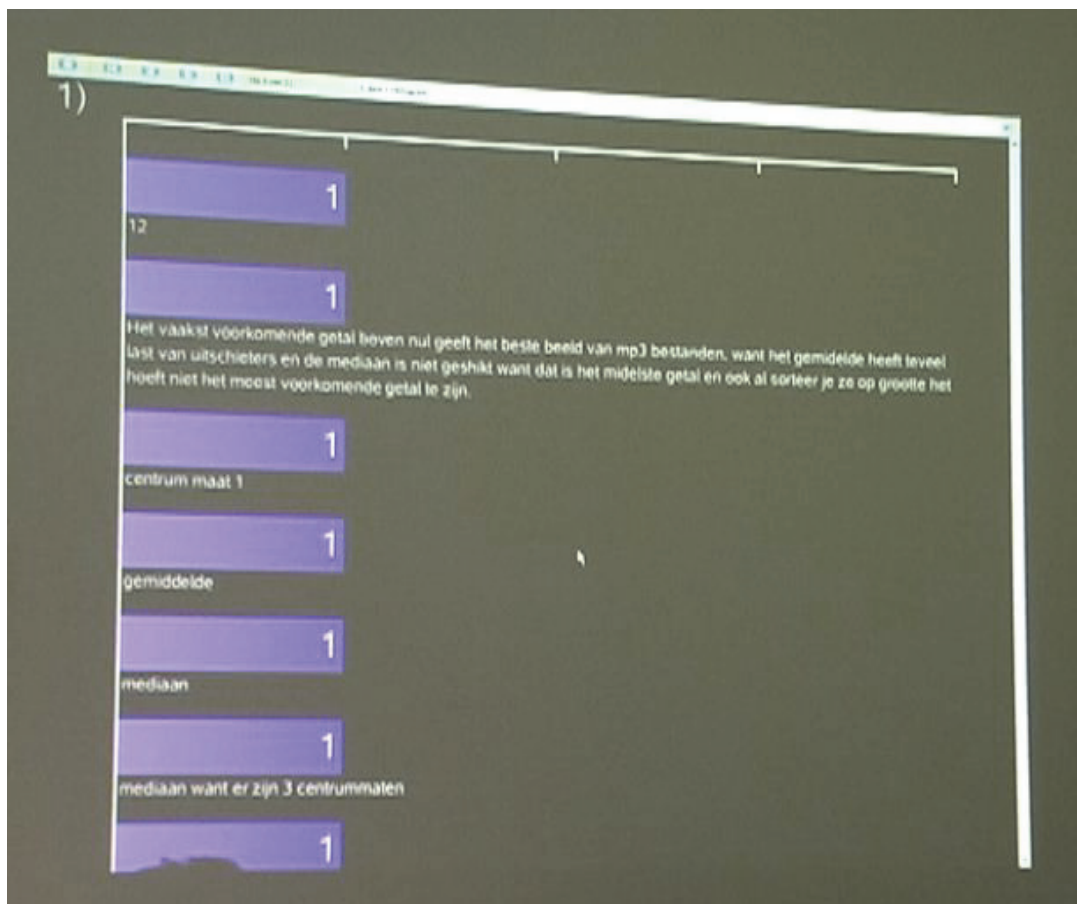 1)
1
12
1
Het vaakst voorkomende getal boven nul geeft het beste beeld van mp3 bestanden, want het gemidelde heeft teveel
last van uitschieters en de mediaan is niet geshikt want dat is het midelste getal en ook al sorteer je ze op grootte het
hoeft niet het meest voorkomende getal te zijn.
1
centrum maat 1
1
gemiddelde
1
mediaan
1
mediaan want er zijn 3 centrummaten
1